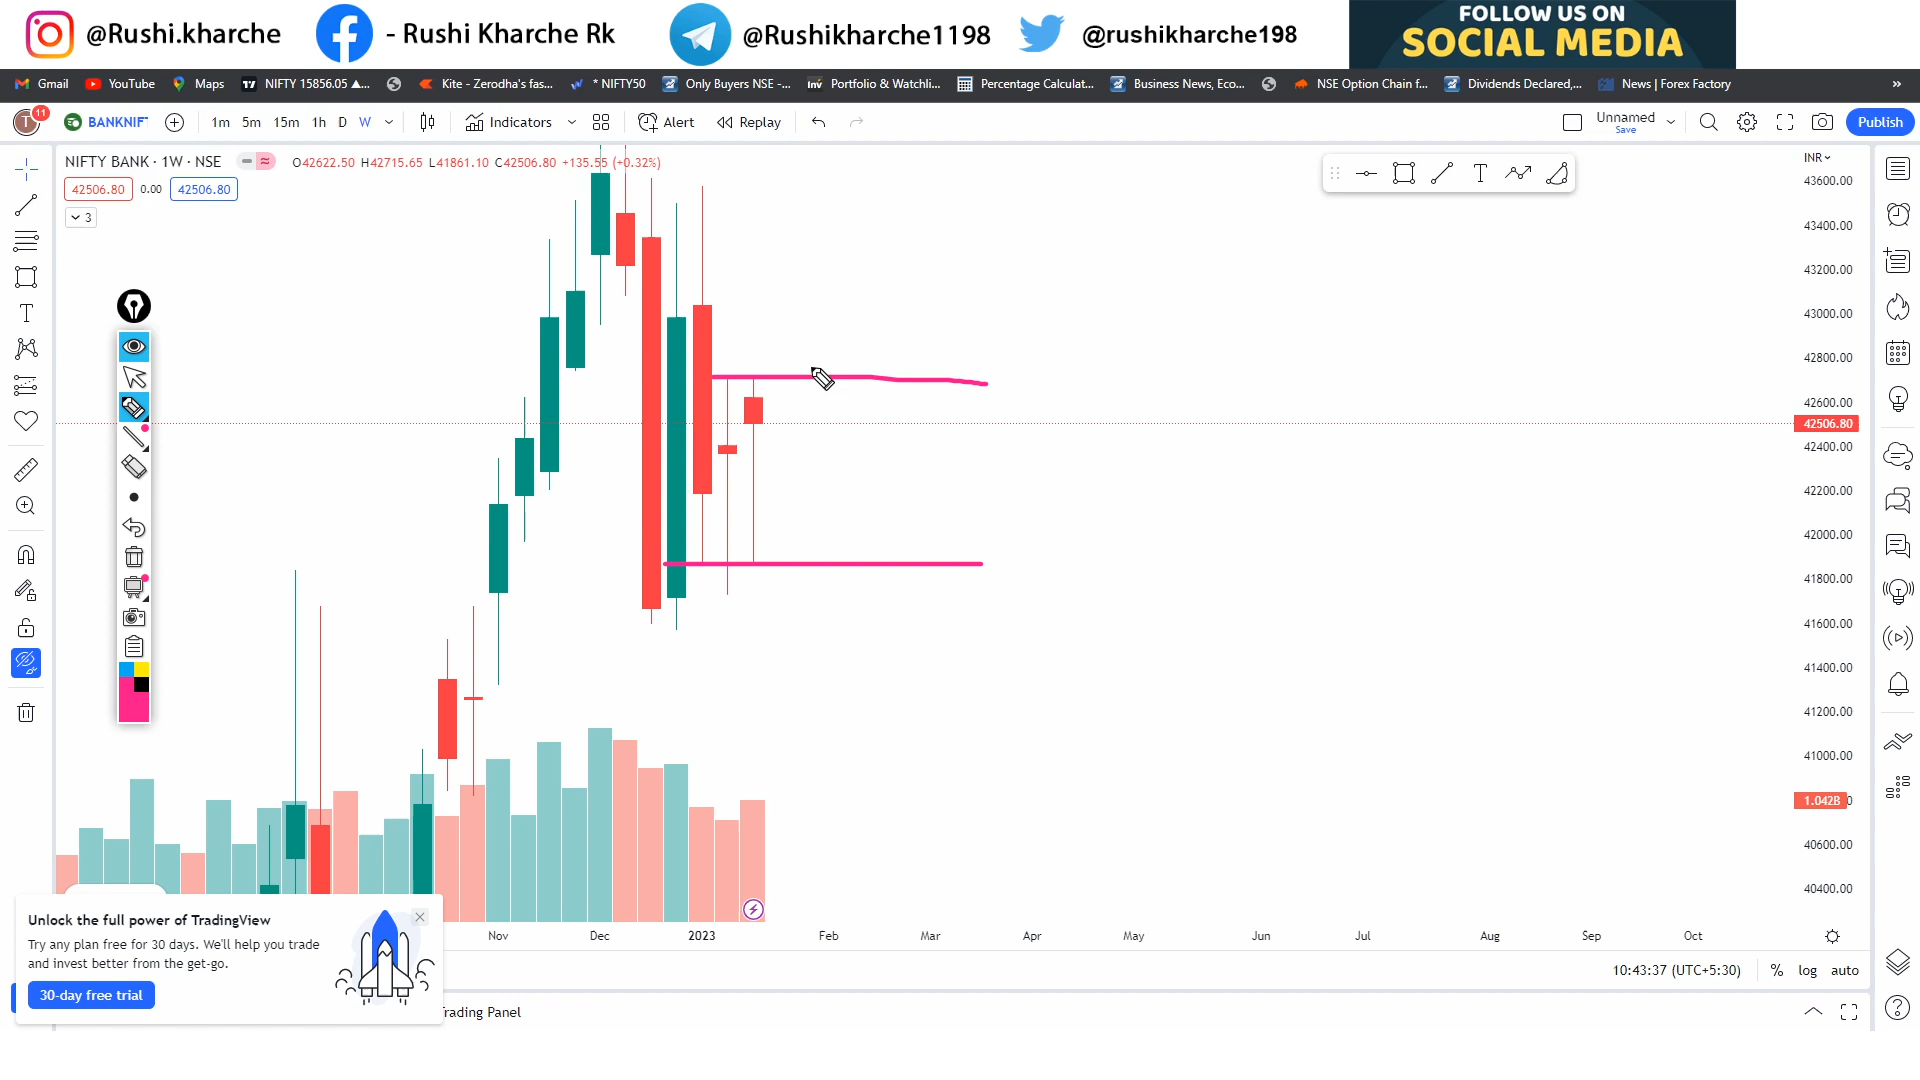 @Rushi.kharche - Rushi Kharche Rk @Rushikharche1198 @rushikharche198 FOLLOW US ON
SOCIAL MEDIA
Gmail YouTube Maps NIFTY 15856.05 ▲... Kite - Zerodha's fas... * NIFTY50 Only Buyers NSE -... Portfolio & Watchli... Percentage Calculat... Business News, Eco... NSE Option Chain f... Dividends Declared,... News | Forex Factory »
T 11 BANKNIF 1m 5m 15m 1h D W Indicators Alert Replay Unnamed Save Publish
NIFTY BANK · 1W · NSE O42622.50 H42715.65 L41861.10 C42506.80 +135.55 (+0.32%)
42506.80 0.00 42506.80
3
INR
43600.00
43400.00
43200.00
43000.00
42800.00
42600.00
42506.80
42400.00
42200.00
42000.00
41800.00
41600.00
41400.00
41200.00
41000.00
1.042B
40600.00
40400.00
Nov Dec 2023 Feb Mar Apr May Jun Jul Aug Sep Oct
Unlock the full power of TradingView
Try any plan free for 30 days. We'll help you trade
and invest better from the get-go.
30-day free trial
10:43:37 (UTC+5:30) % log auto
rading Panel